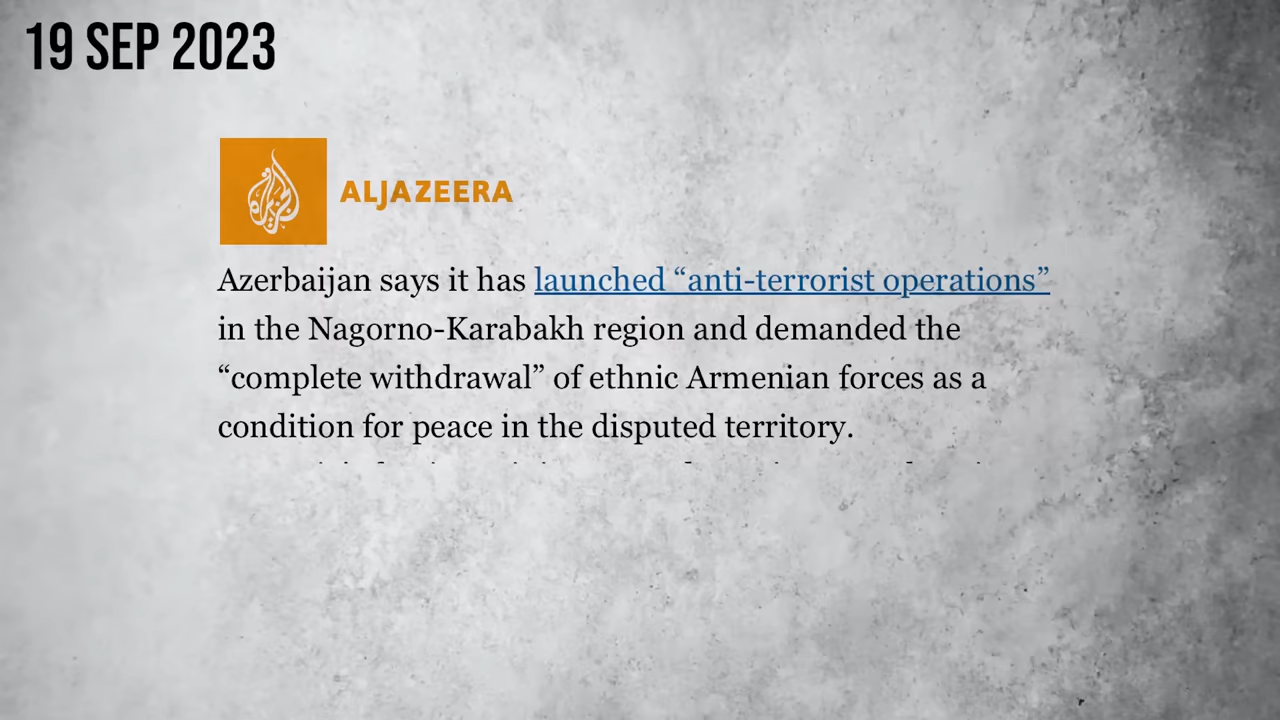 19 SEP 2023
ALJAZEERA
Azerbaijan says it has launched “anti-terrorist operations”
in the Nagorno-Karabakh region and demanded the
“complete withdrawal” of ethnic Armenian forces as a
condition for peace in the disputed territory.